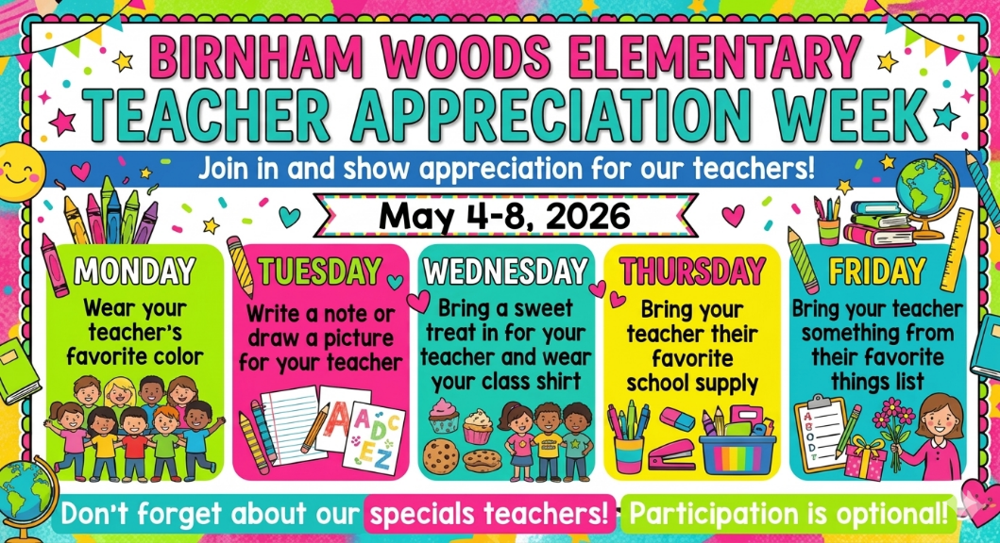 BIRNHAM WOODS ELEMENTARY
TEACHER APPRECIATION WEEK
Join in and show appreciation for our teachers!
May 4-8, 2026
MONDAY
Wear your
teacher's
favorite color
TUESDAY
Write a note or
draw a picture
for your teacher
A
A B C
D C
E Z
WEDNESDAY
Bring a sweet
treat in for your
teacher and wear
your class shirt
THURSDAY
Bring your
teacher their
favorite
school supply
FRIDAY
Bring your teacher
something from
their favorite
things list
Don't forget about our specials teachers! Participation is optional!